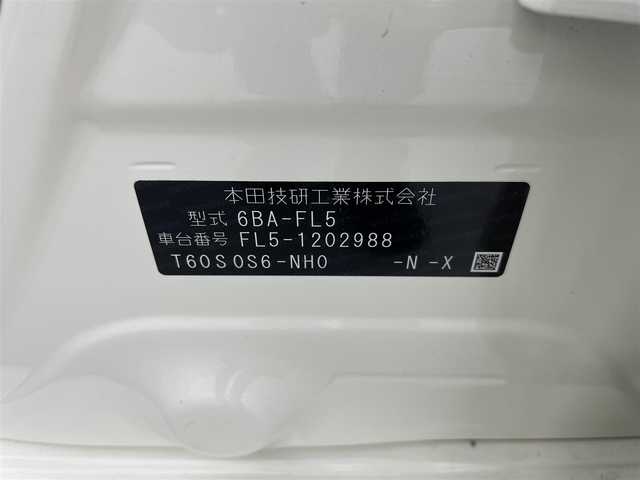 本田技研工業株式会社
型式 6BA-FL5
車台番号 FL5-1202988
T60S0S6-NH0 -N -X